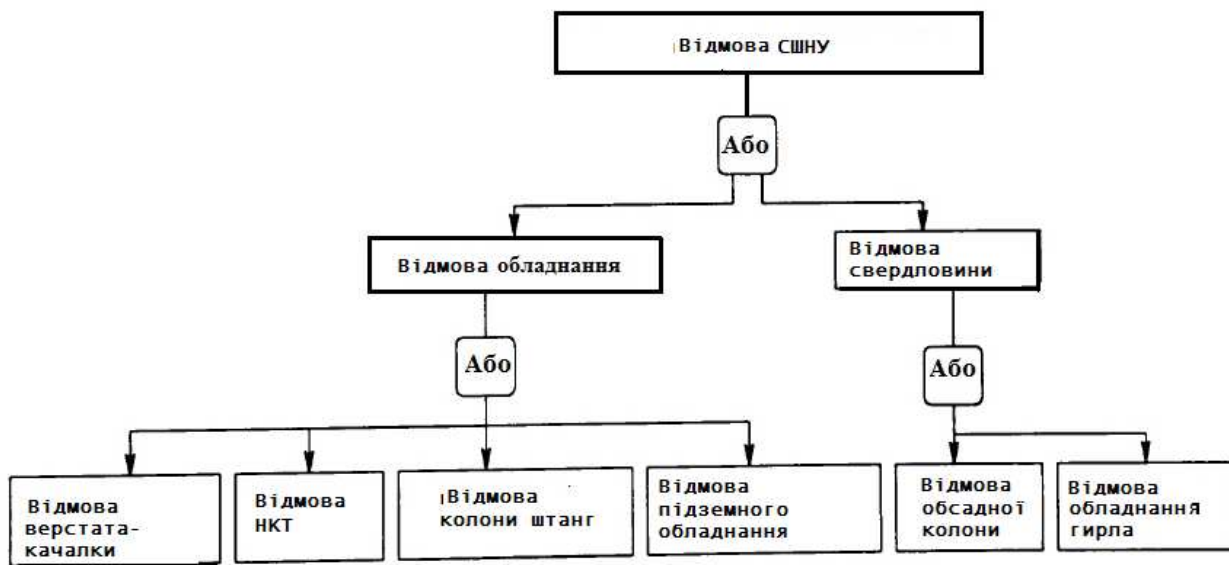 Відмова СШНУ
Або
Відмова обладнання
Відмова
свердловини
Або
Або
Відмова
верстата-
качалки
Відмова
НКТ
Відмова
колони штанг
Відмова
підземного
обладнання
Відмова
обсадної
колони
Відмова
обладнання
гирла